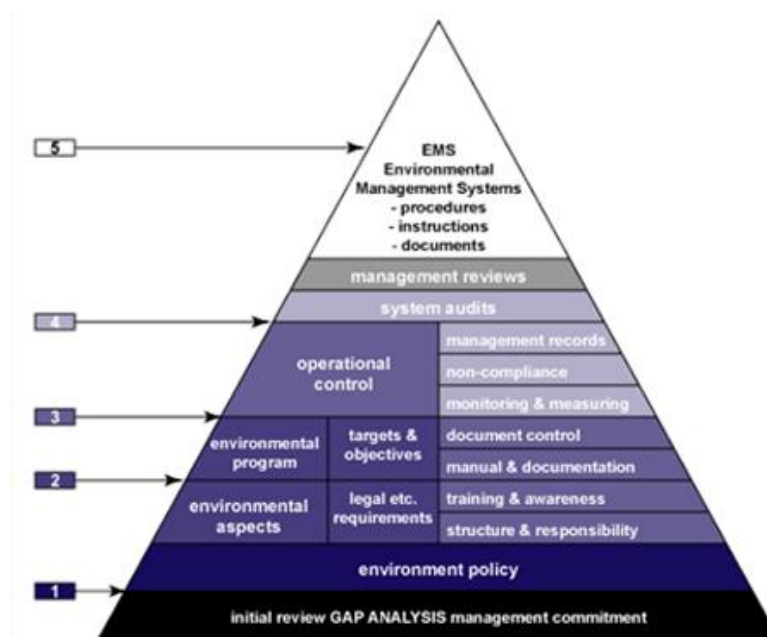 5
EMS
Environmental
Management Systems
- procedures
- instructions
- documents
management reviews
system audits
4
operational
control
management records
non-compliance
monitoring & measuring
3
environmental
program
targets &
objectives
document control
manual & documentation
2
environmental
aspects
legal etc.
requirements
training & awareness
structure & responsibility
environment policy
1
initial review GAP ANALYSIS management commitment